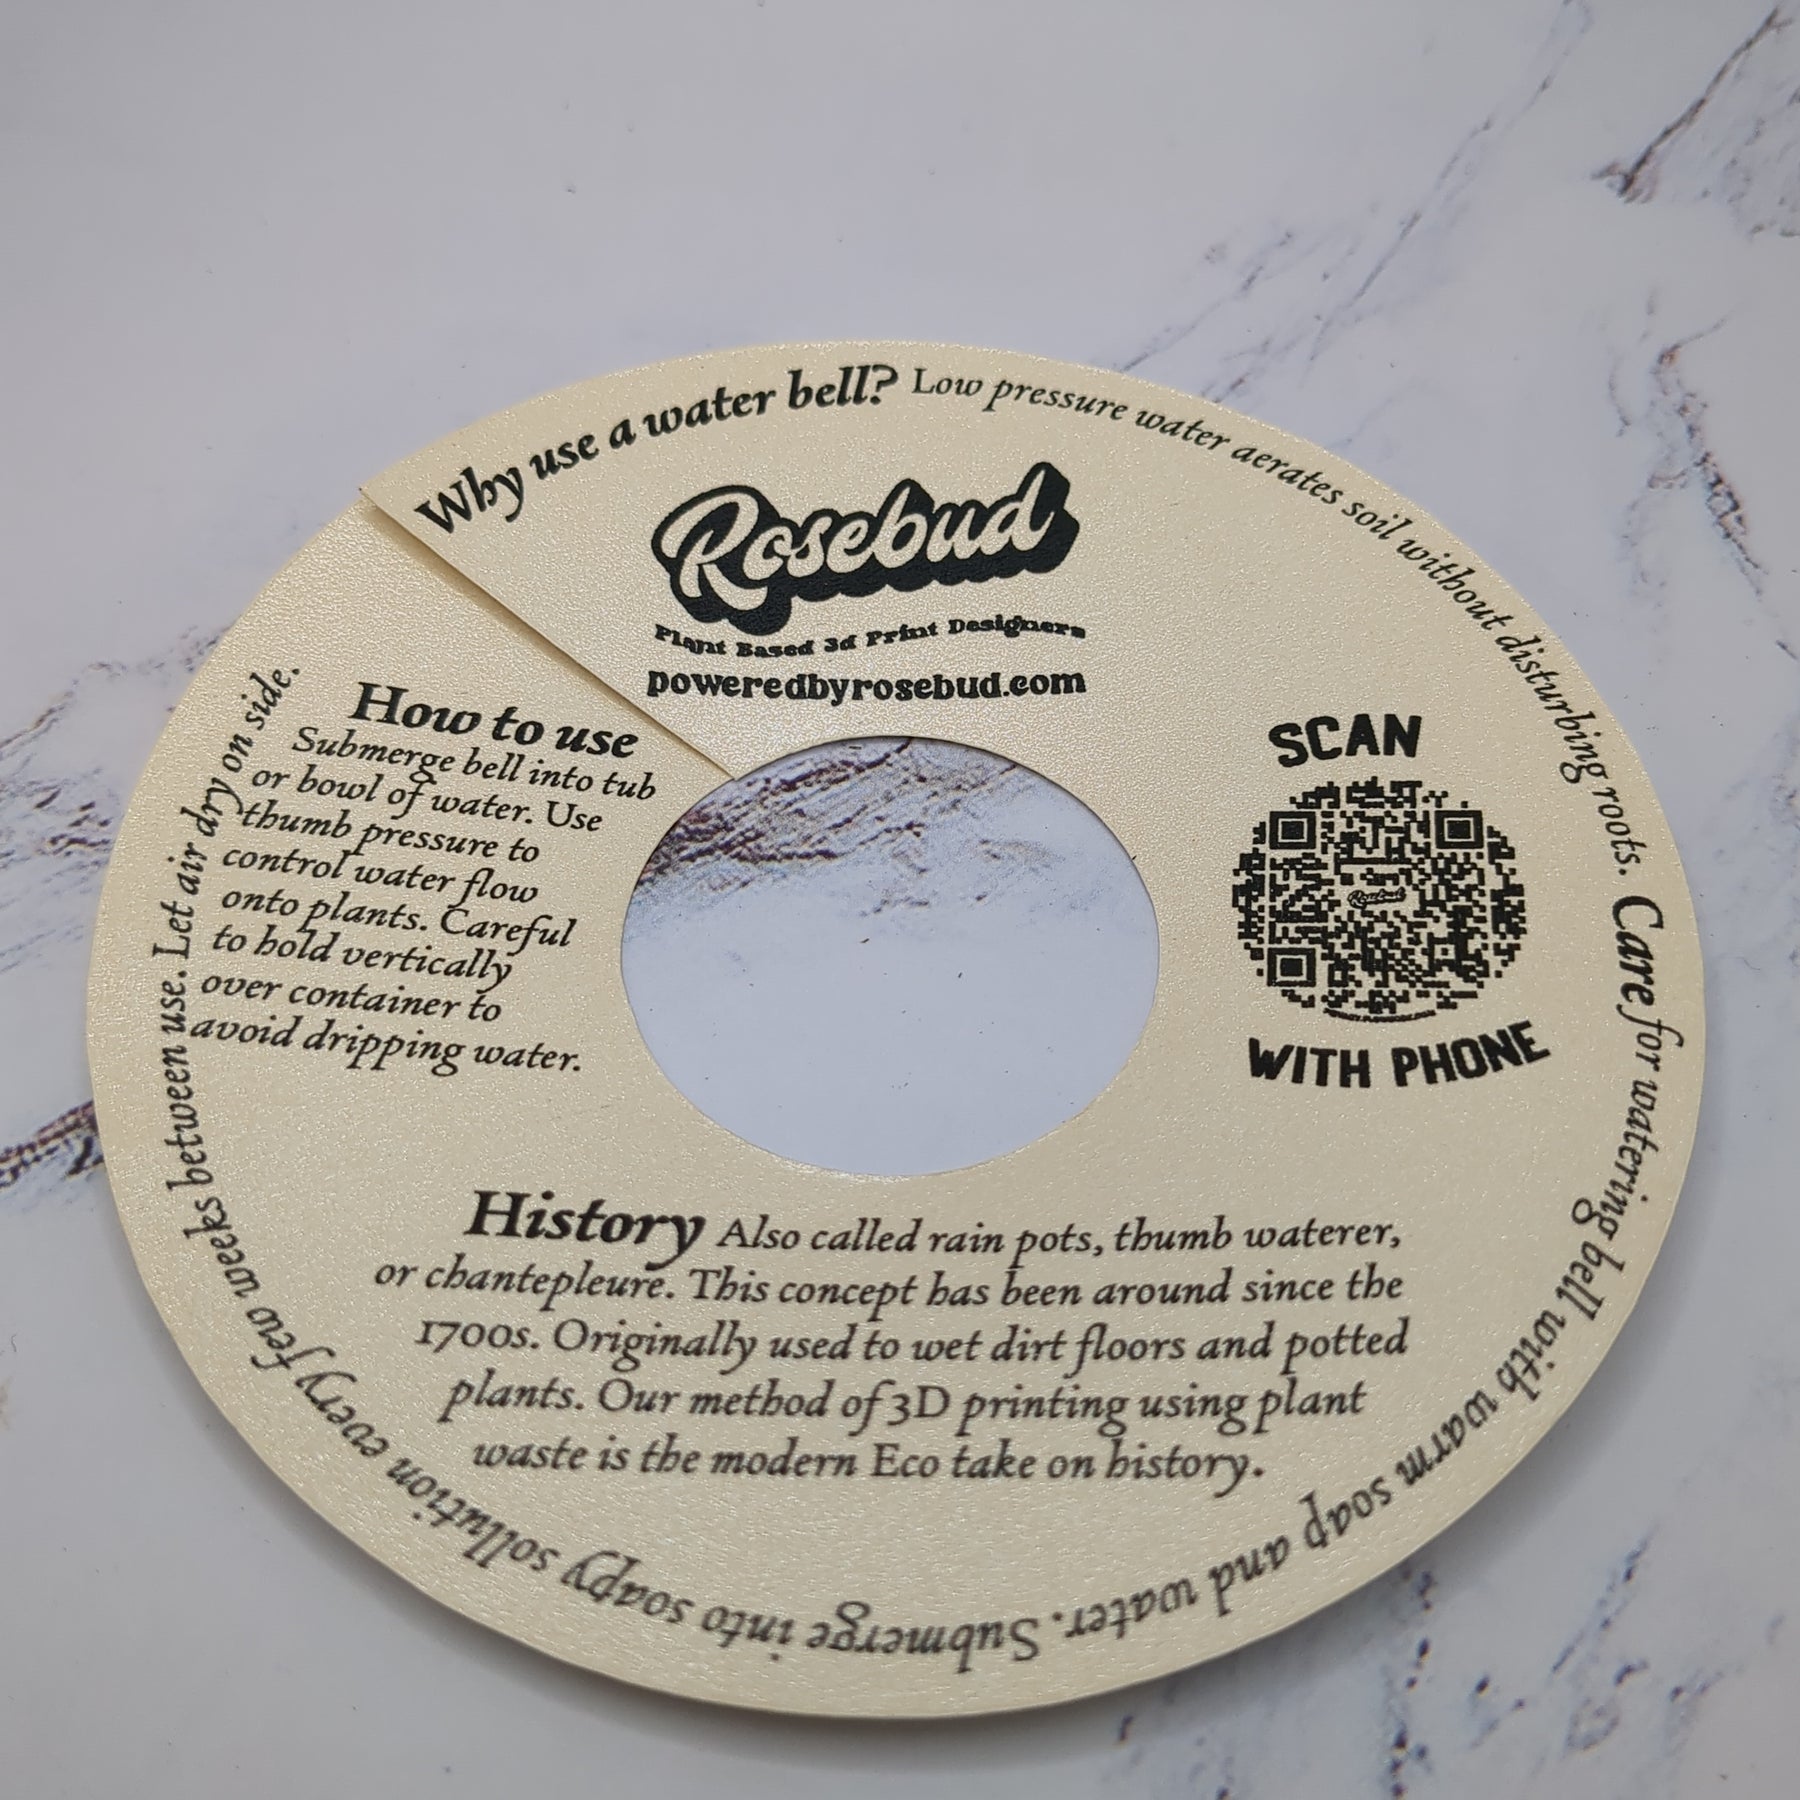 Why use a water bell? Low pressure water aerates soil without disturbing roots. Care for watering bell with warm soap and water. Submerge into soapy sollution every few weeks between use. Let air dry on side.
Rosebud
Plant Based 3d Print Designers
poweredbyrosebud.com
How to use
Submerge bell into tub
or bowl of water. Use
thumb pressure to
control water flow
onto plants. Careful
to hold vertically
over container to
avoid dripping water.
SCAN
Rosebud
WITH PHONE
History Also called rain pots, thumb waterer,
or chantepleure. This concept has been around since the
1700s. Originally used to wet dirt floors and potted
plants. Our method of 3D printing using plant
waste is the modern Eco take on history.